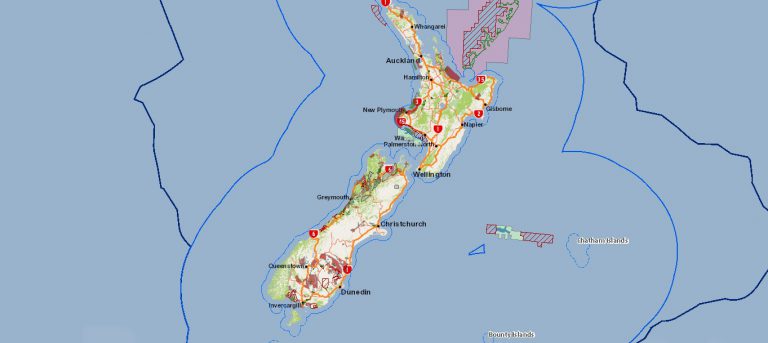 1
Whangarei
Auckland
Hamilton
35
3
New Plymouth
Gisborne
2
45
1
Napier
Wa
Palmerston North
6
Wellington
Greymouth
Christchurch
6
Chatham Islands
Queenstown
1
Dunedin
Invercargill
Bounty Islands